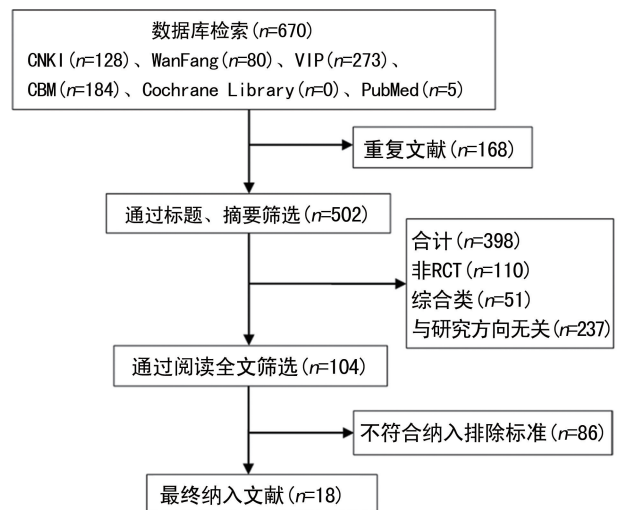 数据库检索(n=670)
CNKI(n=128)、WanFang(n=80)、VIP(n=273)、
CBM(n=184)、Cochrane Library(n=0)、PubMed(n=5)
重复文献(n=168)
通过标题、摘要筛选(n=502)
合计(n=398)
非RCT(n=110)
综合类(n=51)
与研究方向无关(n=237)
通过阅读全文筛选(n=104)
不符合纳入排除标准(n=86)
最终纳入文献(n=18)